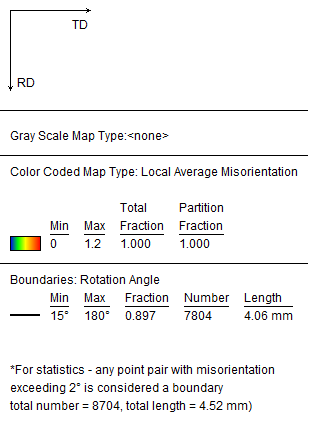 TD
RD
Gray Scale Map Type:<none>
Color Coded Map Type: Local Average Misorientation
Total Partition
Min Max Fraction Fraction
0 1.2 1.000 1.000
Boundaries: Rotation Angle
Min Max Fraction Number Length
15° 180° 0.897 7804 4.06 mm
*For statistics - any point pair with misorientation
exceeding 2° is considered a boundary
total number = 8704, total length = 4.52 mm)